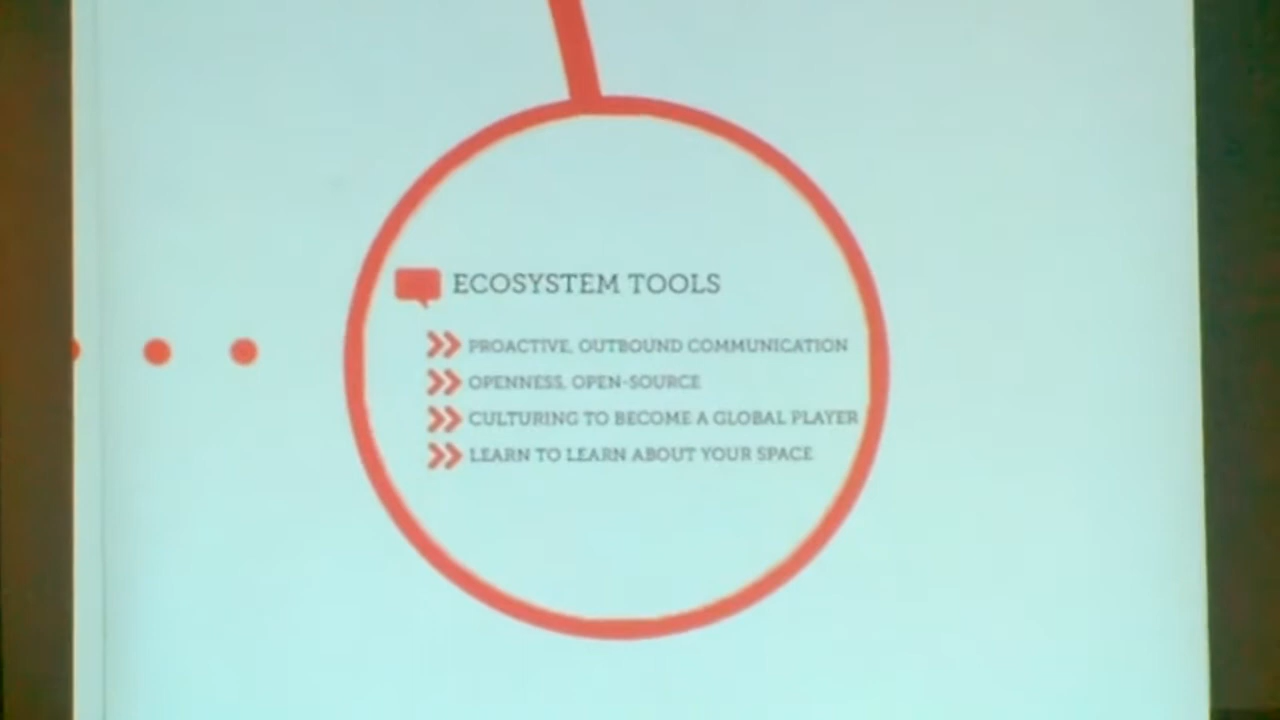 ECOSYSTEM TOOLS
PROACTIVE, OUTBOUND COMMUNICATION
OPENNESS, OPEN-SOURCE
CULTURING TO BECOME A GLOBAL PLAYER
LEARN TO LEARN ABOUT YOUR SPACE